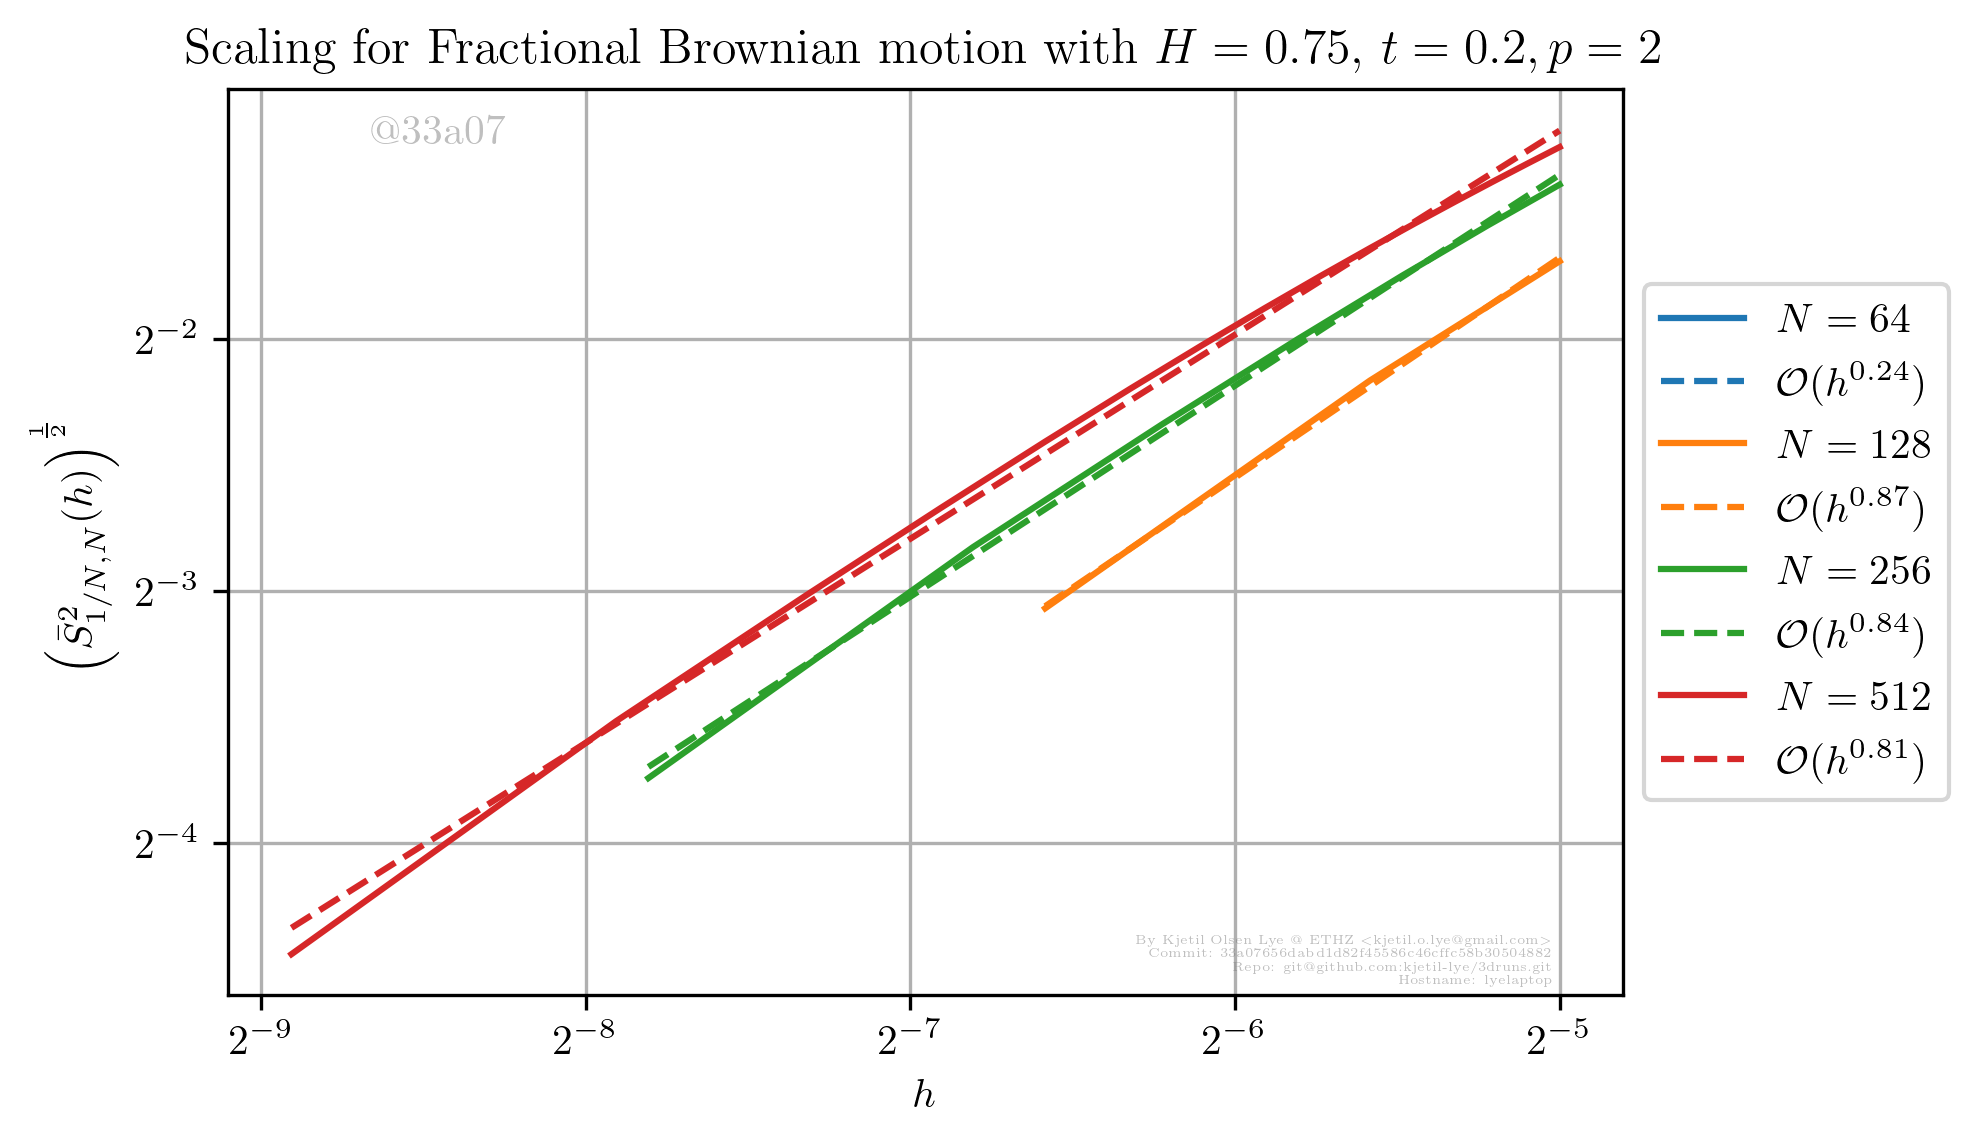 Scaling for Fractional Brownian motion with H = 0.75, t = 0.2, p = 2
@33a07
2⁻²
2⁻³
2⁻⁴
(S̄²_{1/N,N}(h))^{1/2}
N = 64
𝒪(h^{0.24})
N = 128
𝒪(h^{0.87})
N = 256
𝒪(h^{0.84})
N = 512
𝒪(h^{0.81})
By Kjetil Olsen Lye @ ETHZ <kjetil.o.lye@gmail.com>
Commit: 33a07656dabd1d82f45586c46cffc58b30504882
Repo: git@github.com:kjetil-lye/3druns.git
Hostname: lyelaptop
2⁻⁹ 2⁻⁸ 2⁻⁷ 2⁻⁶ 2⁻⁵
h